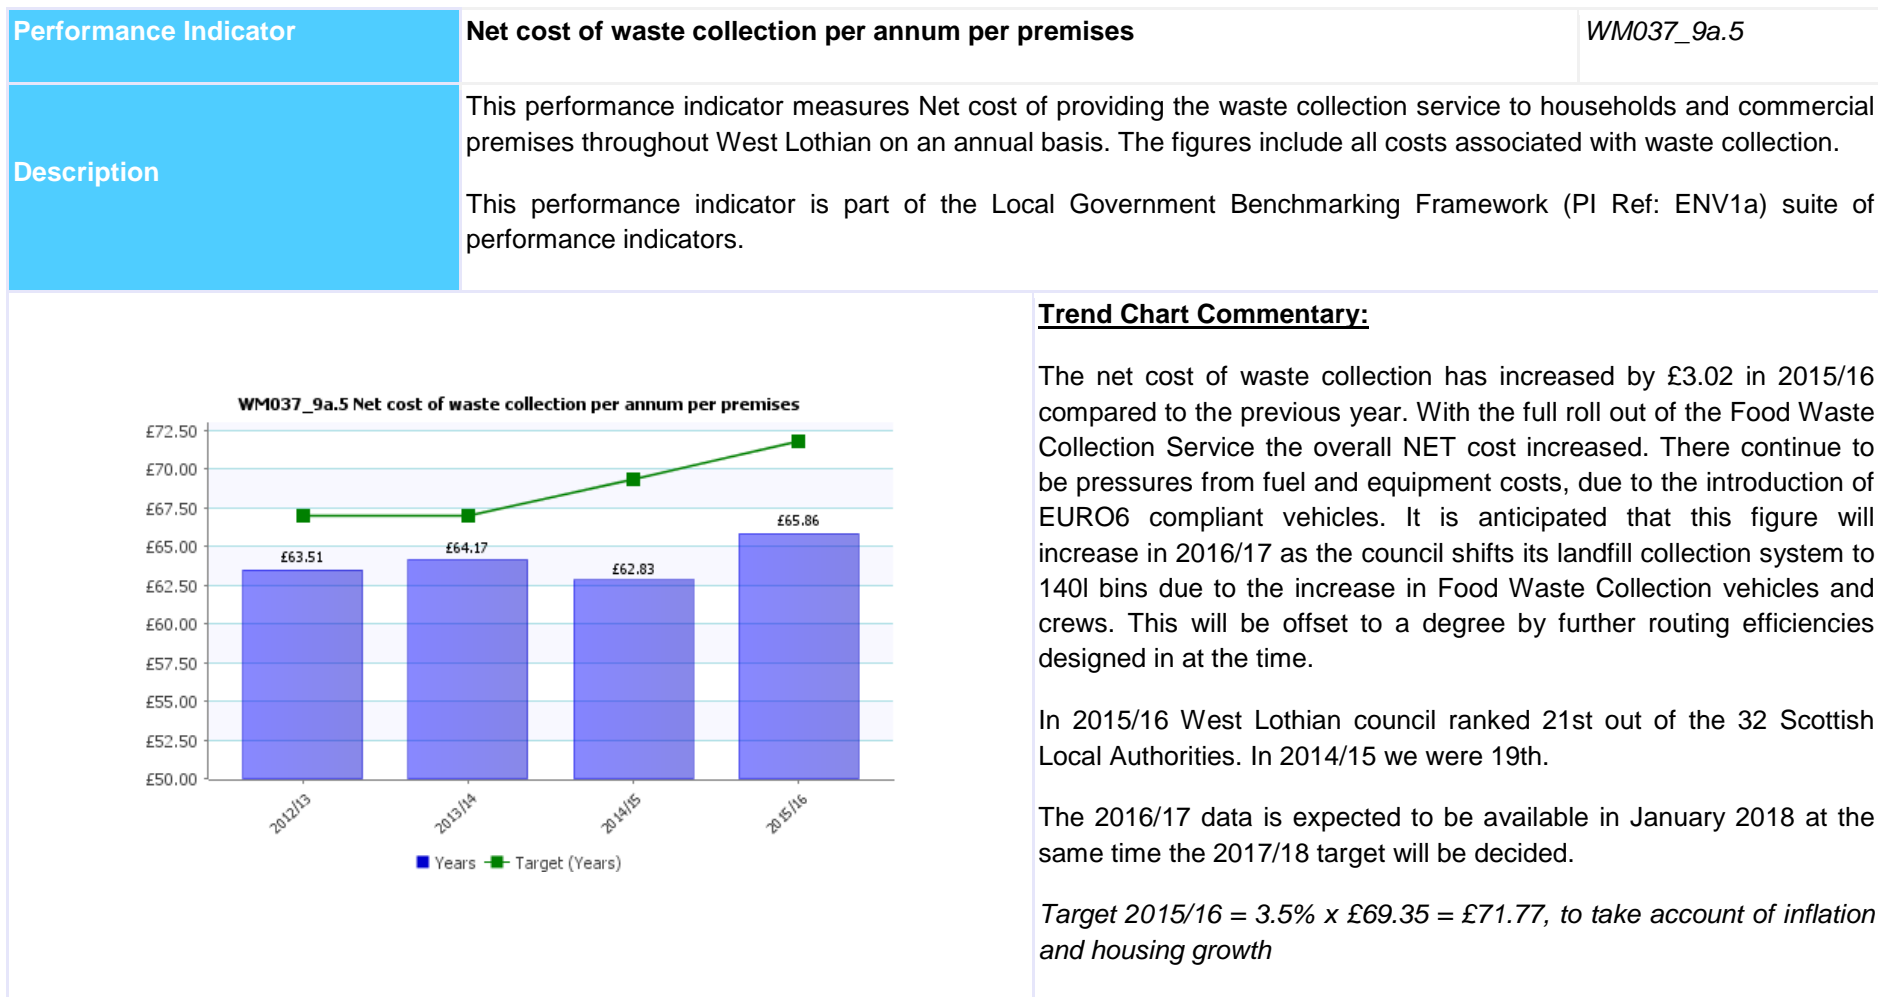 Performance Indicator
Net cost of waste collection per annum per premises
WM037_9a.5
Description
This performance indicator measures Net cost of providing the waste collection service to households and commercial
premises throughout West Lothian on an annual basis. The figures include all costs associated with waste collection.
This performance indicator is part of the Local Government Benchmarking Framework (PI Ref: ENV1a) suite of
performance indicators.
WM037_9a.5 Net cost of waste collection per annum per premises
£72.50
£70.00
£67.50
£65.00
£62.50
£60.00
£57.50
£55.00
£52.50
£50.00
£63.51
£64.17
£62.83
£65.86
2012/13
2013/14
2014/15
2015/16
Years
Target (Years)
Trend Chart Commentary:
The net cost of waste collection has increased by £3.02 in 2015/16
compared to the previous year. With the full roll out of the Food Waste
Collection Service the overall NET cost increased. There continue to
be pressures from fuel and equipment costs, due to the introduction of
EURO6 compliant vehicles. It is anticipated that this figure will
increase in 2016/17 as the council shifts its landfill collection system to
140l bins due to the increase in Food Waste Collection vehicles and
crews. This will be offset to a degree by further routing efficiencies
designed in at the time.
In 2015/16 West Lothian council ranked 21st out of the 32 Scottish
Local Authorities. In 2014/15 we were 19th.
The 2016/17 data is expected to be available in January 2018 at the
same time the 2017/18 target will be decided.
Target 2015/16 = 3.5% x £69.35 = £71.77, to take account of inflation
and housing growth